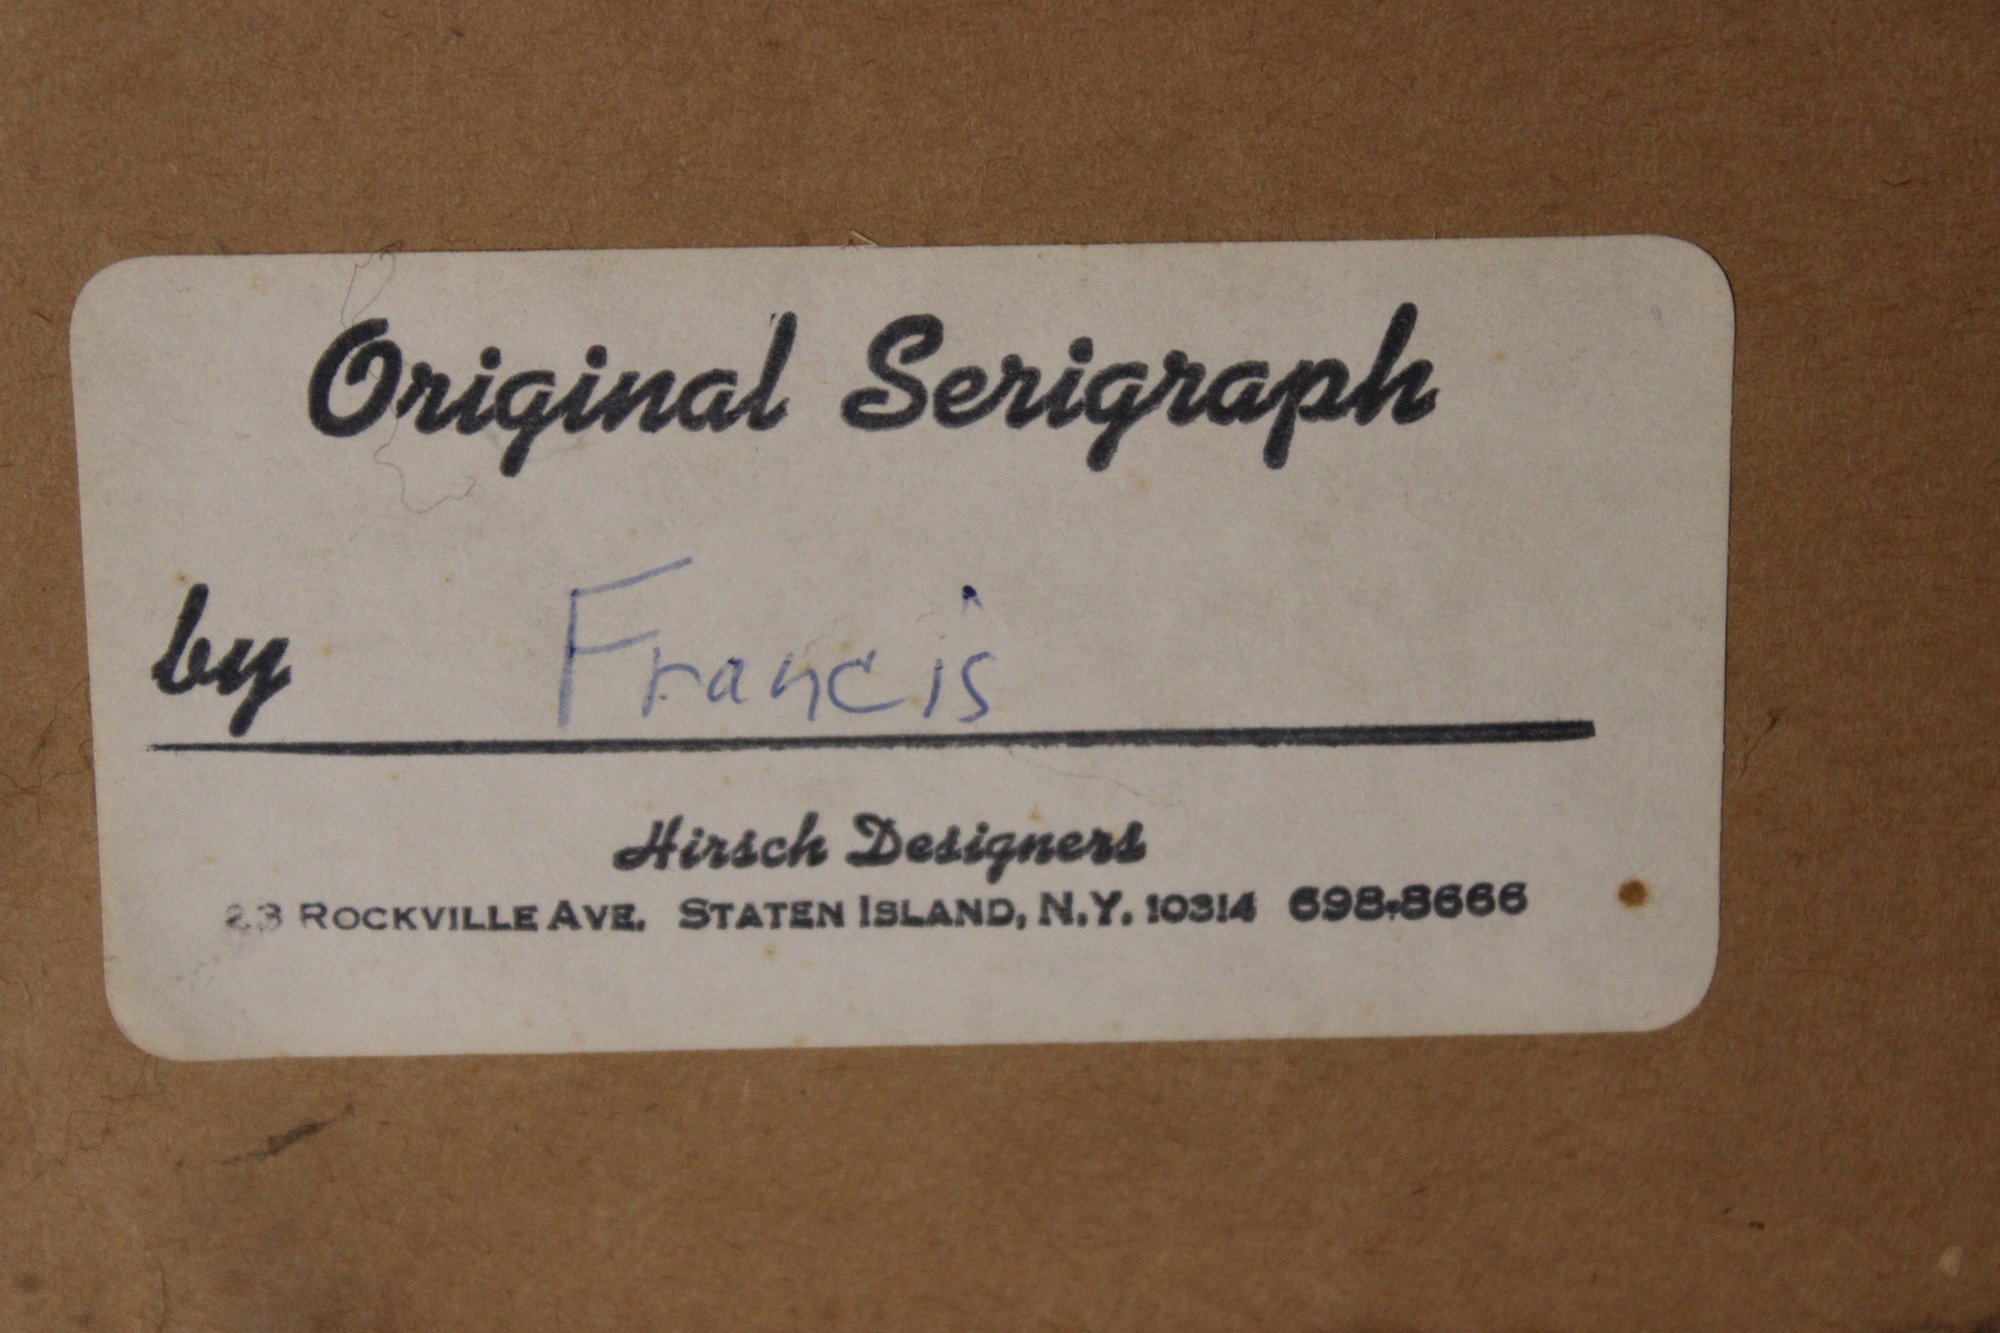 Original Serigraph
by Francis
Hirsch Designers
23 ROCKVILLE AVE. STATEN ISLAND, N.Y. 10314 698-8666